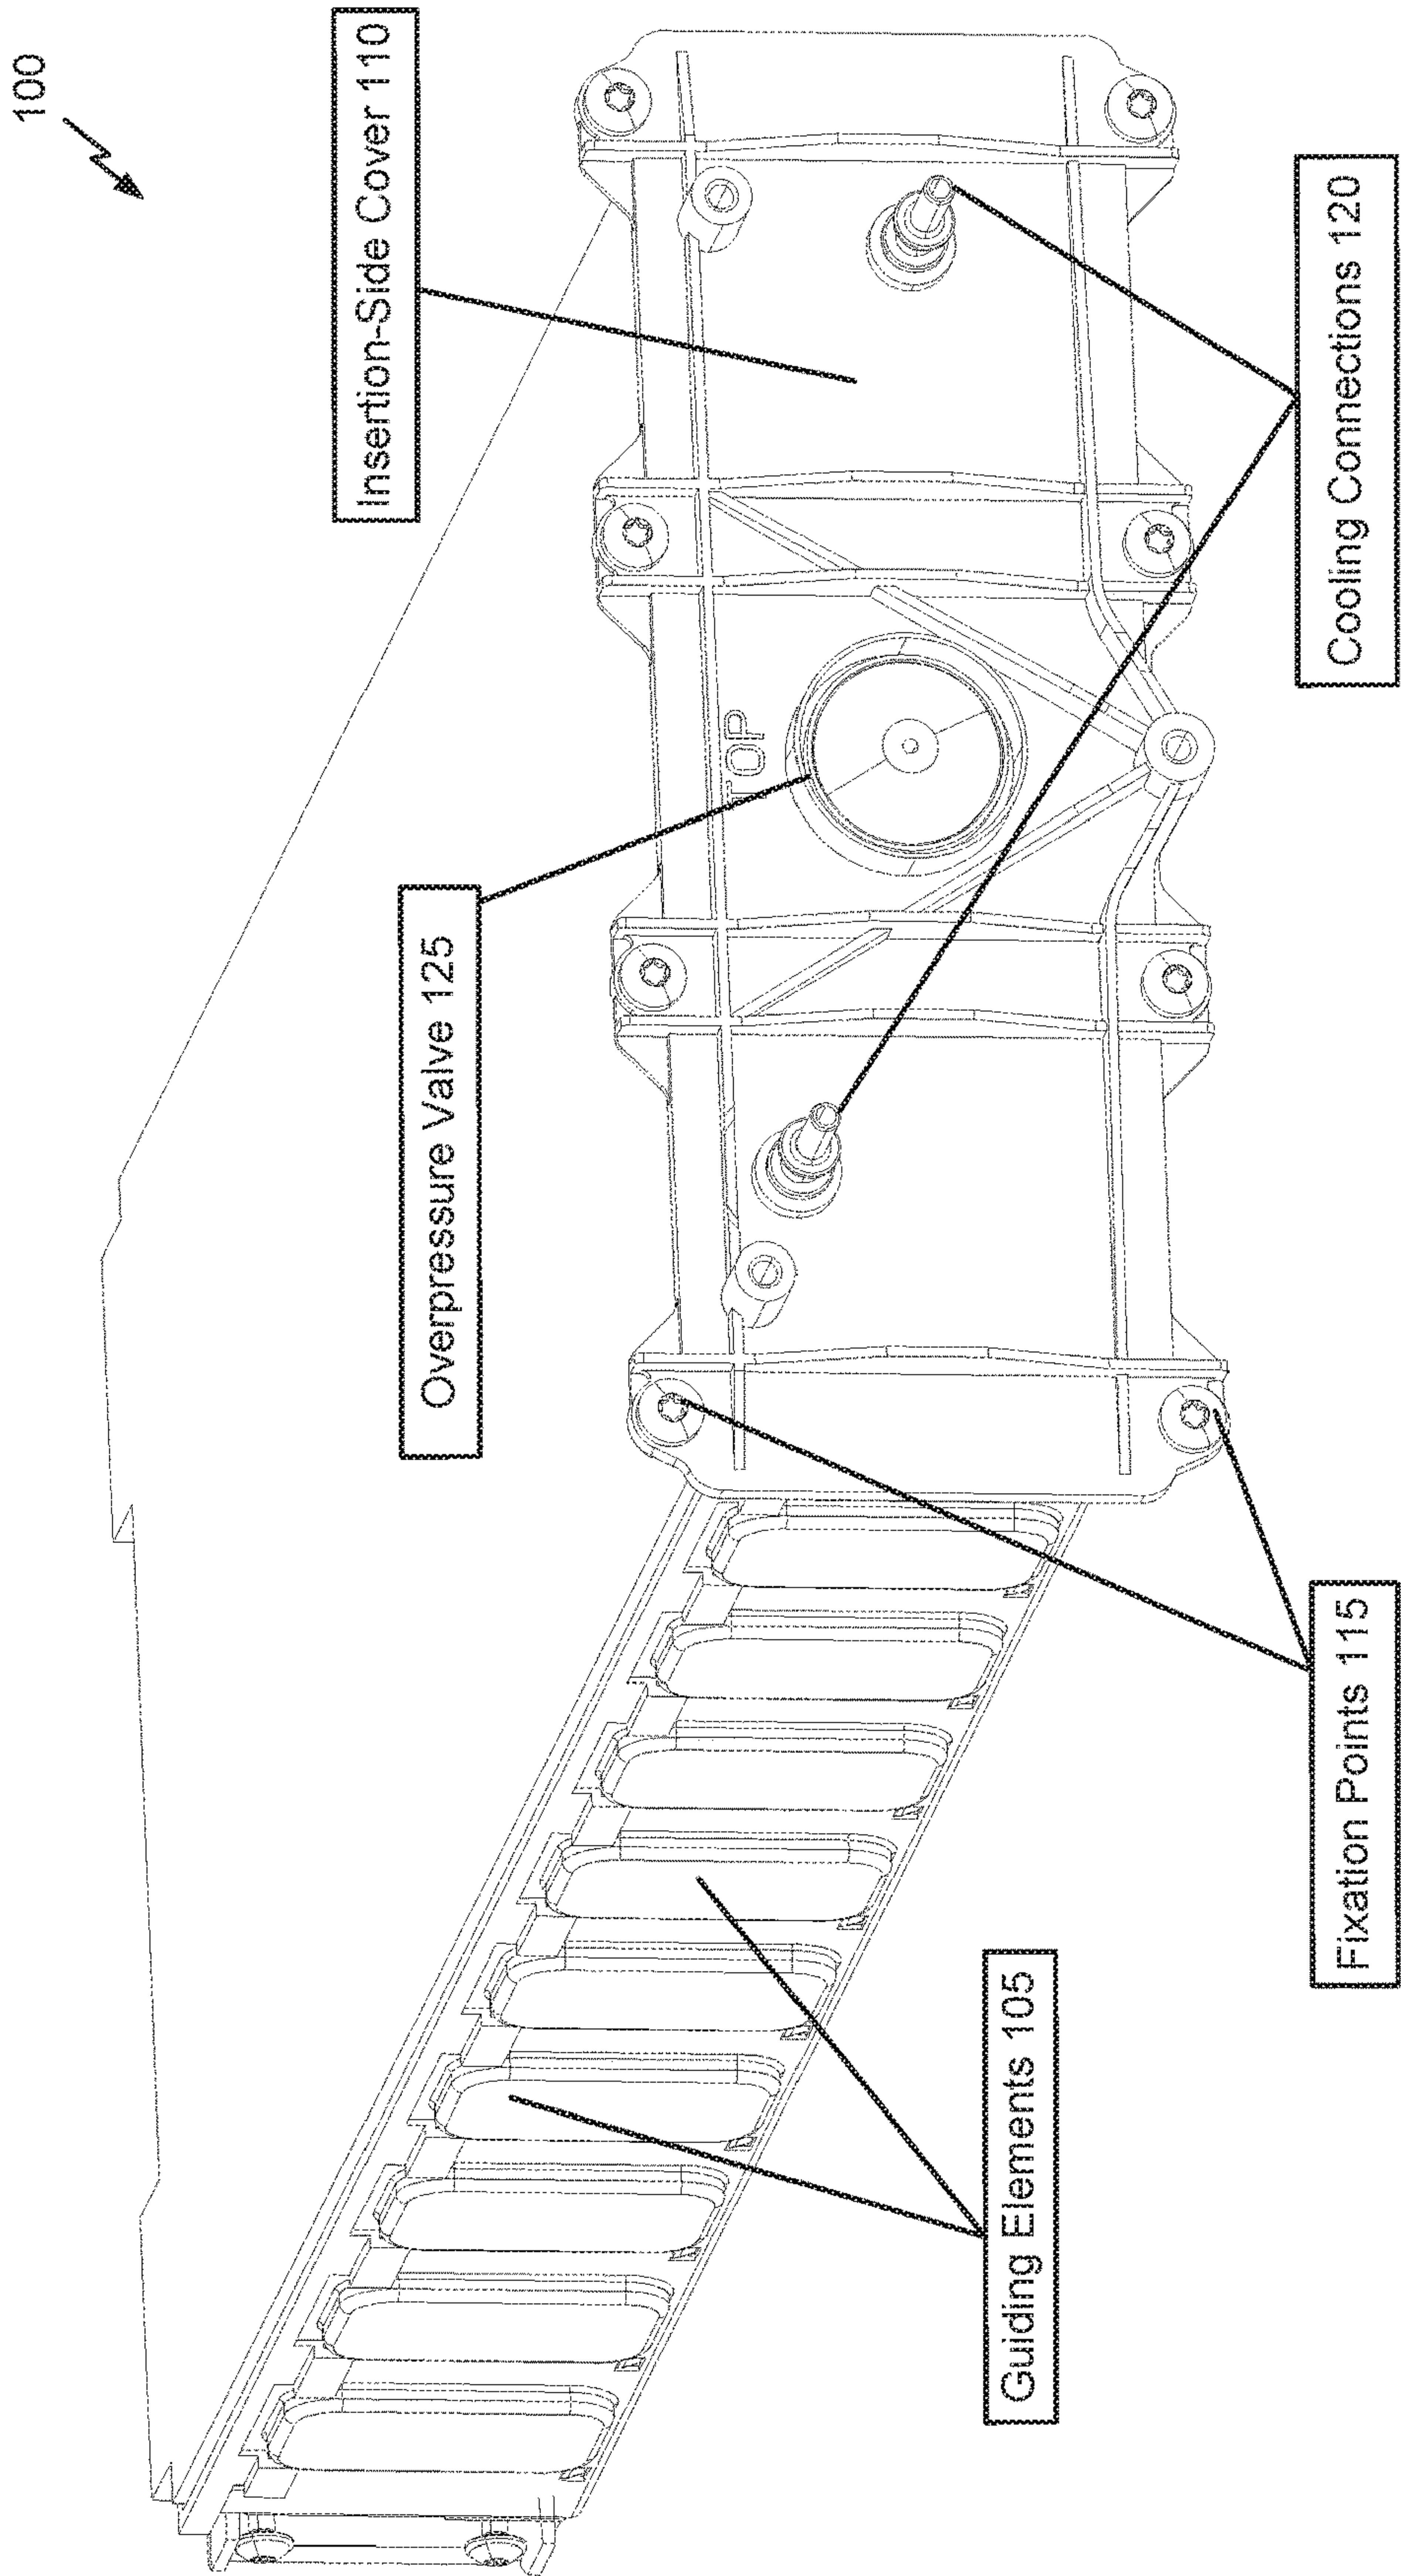 100
Insertion-Side Cover 110
Overpressure Valve 125
TOP
Cooling Connections 120
Fixation Points 115
Guiding Elements 105